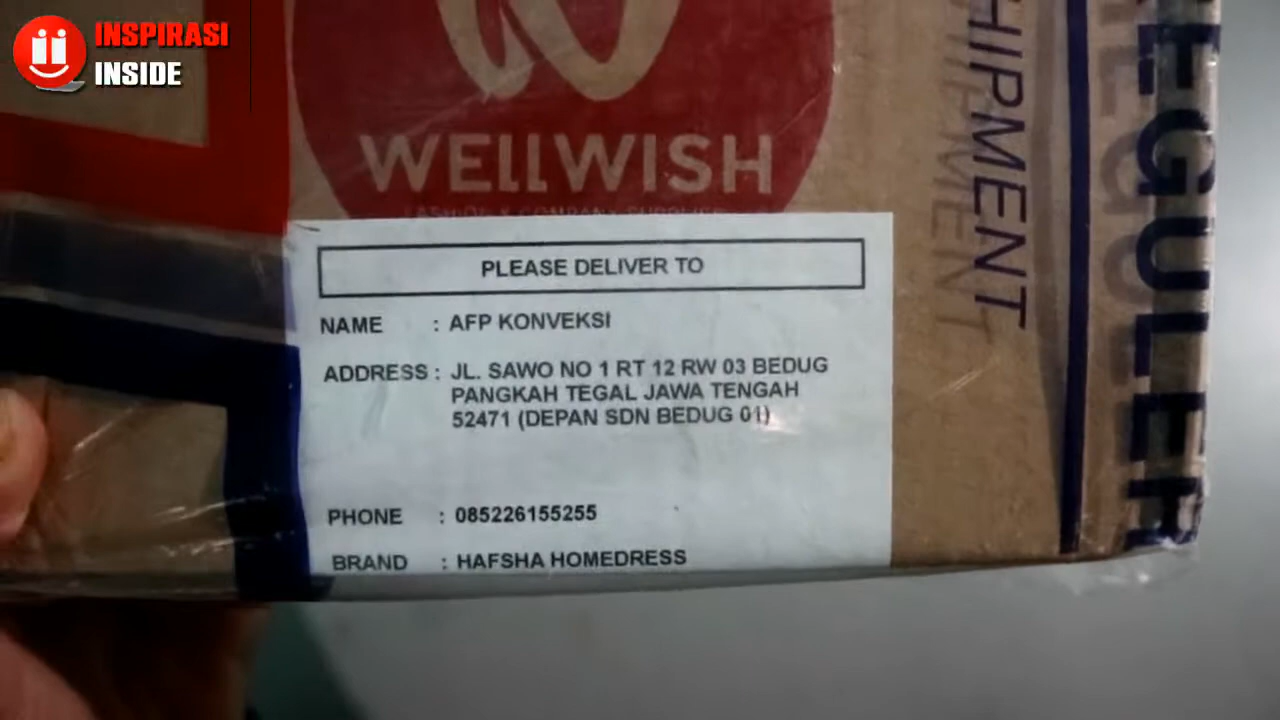 INSPIRASI
INSIDE
WELLWISH
PLEASE DELIVER TO
NAME : AFP KONVEKSI
ADDRESS : JL. SAWO NO 1 RT 12 RW 03 BEDUG
PANGKAH TEGAL JAWA TENGAH
52471 (DEPAN SDN BEDUG 01)
PHONE : 085226155255
BRAND : HAFSHA HOMEDRESS
HIPMENT
EGULER